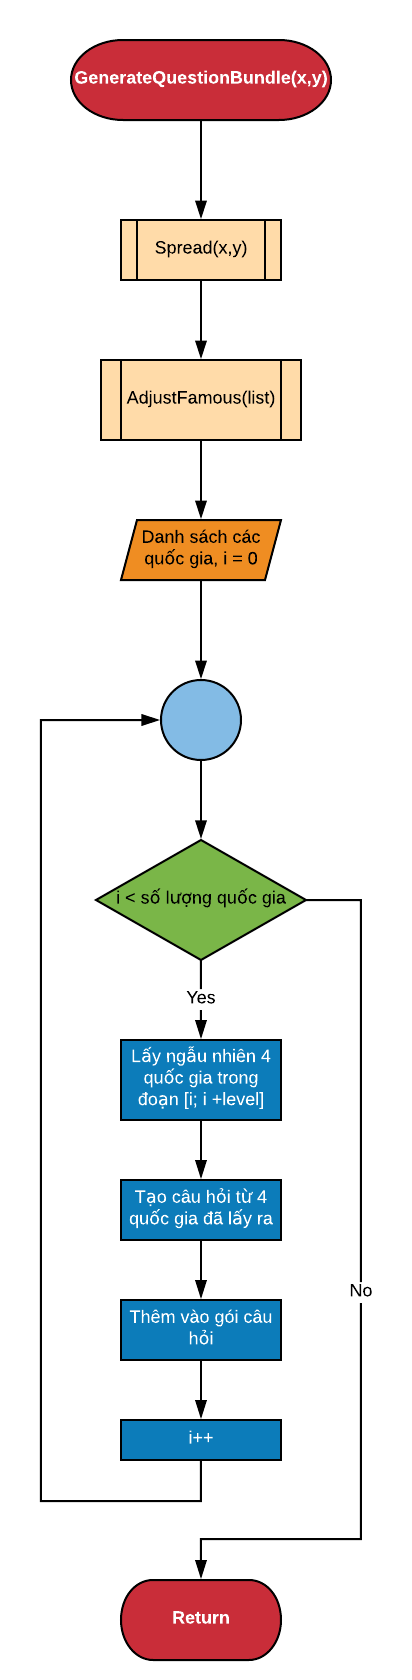 GenerateQuestionBundle(x,y)
Spread(x,y)
AdjustFamous(list)
Danh sách các
quốc gia, i = 0
i < số lượng quốc gia
Yes
Lấy ngẫu nhiên 4
quốc gia trong
đoạn [i; i +level]
Tạo câu hỏi từ 4
quốc gia đã lấy ra
No
Thêm vào gói câu
hỏi
i++
Return